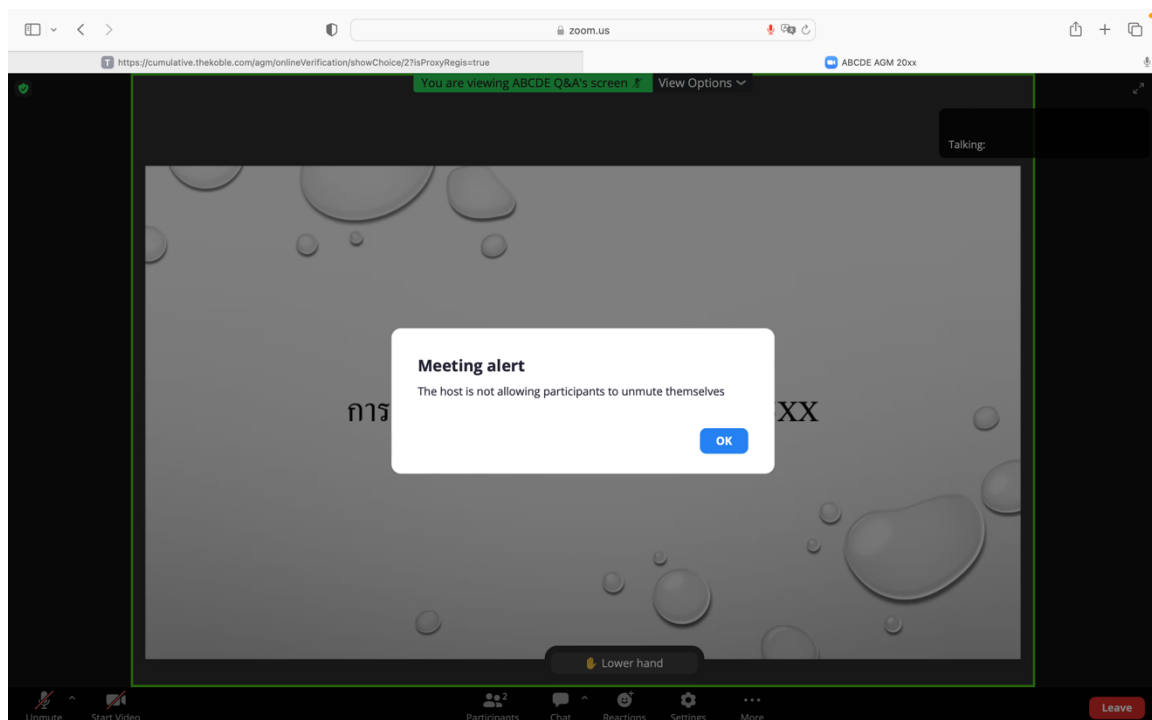 zoom.us
https://cumulative.thekoble.com/agm/onlineVerification/showChoice/2?isProxyRegis=true
ABCDE AGM 20xx
You are viewing ABCDE Q&A's screen
View Options
Talking:
Meeting alert
The host is not allowing participants to unmute themselves
OK
การ XX
Lower hand
2
Unmute
Start Video
Participants
Chat
Reactions
Settings
More
Leave